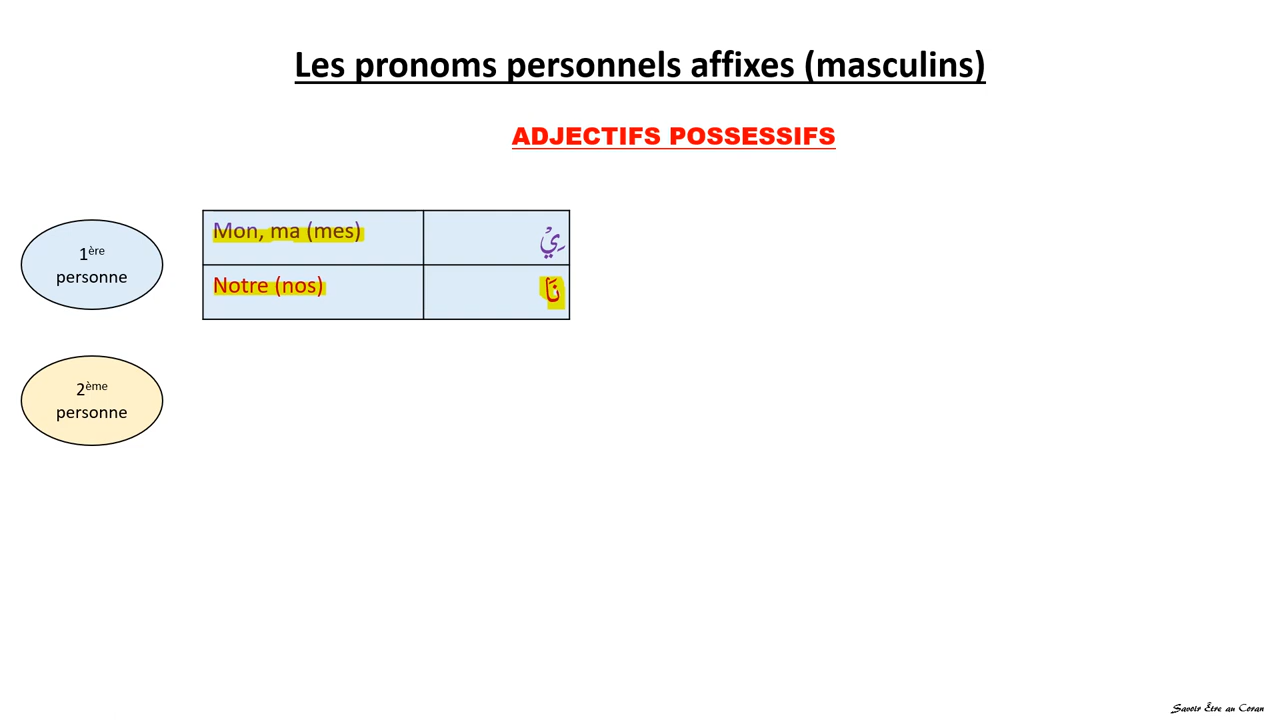 Les pronoms personnels affixes (masculins)
ADJECTIFS POSSESSIFS
1ère
personne
Mon, ma (mes)
ـِيْ
Notre (nos)
نَا
2ème
personne
Savoir Être au Coran